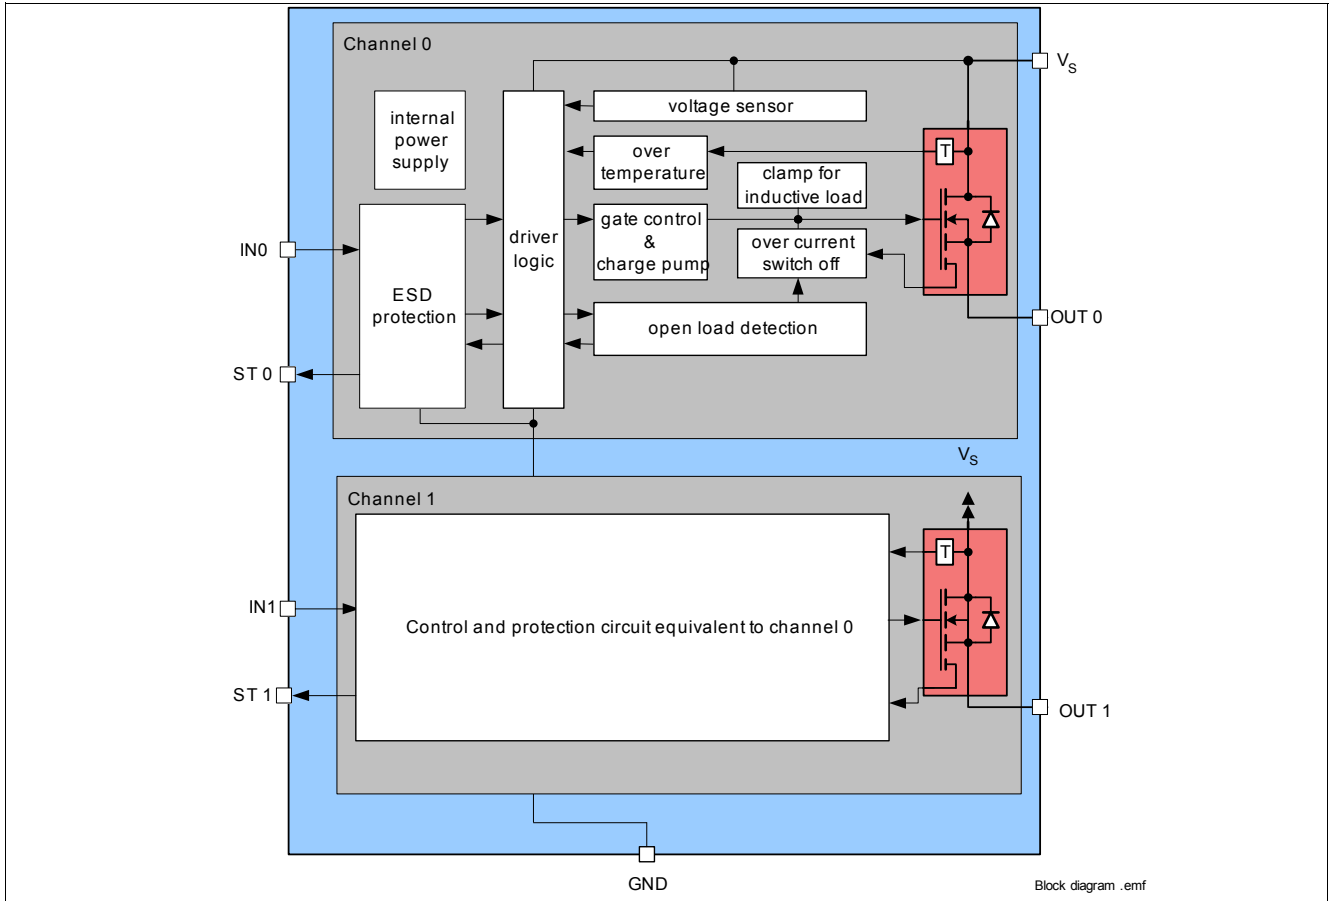 Channel 0
V_S
internal
power
supply
voltage sensor
over
temperature
T
clamp for
inductive load
IN0
driver
logic
gate control
&
charge pump
over current
switch off
ESD
protection
open load detection
OUT 0
ST 0
V_S
Channel 1
T
IN1
Control and protection circuit equivalent to channel 0
ST 1
OUT 1
GND
Block diagram .emf